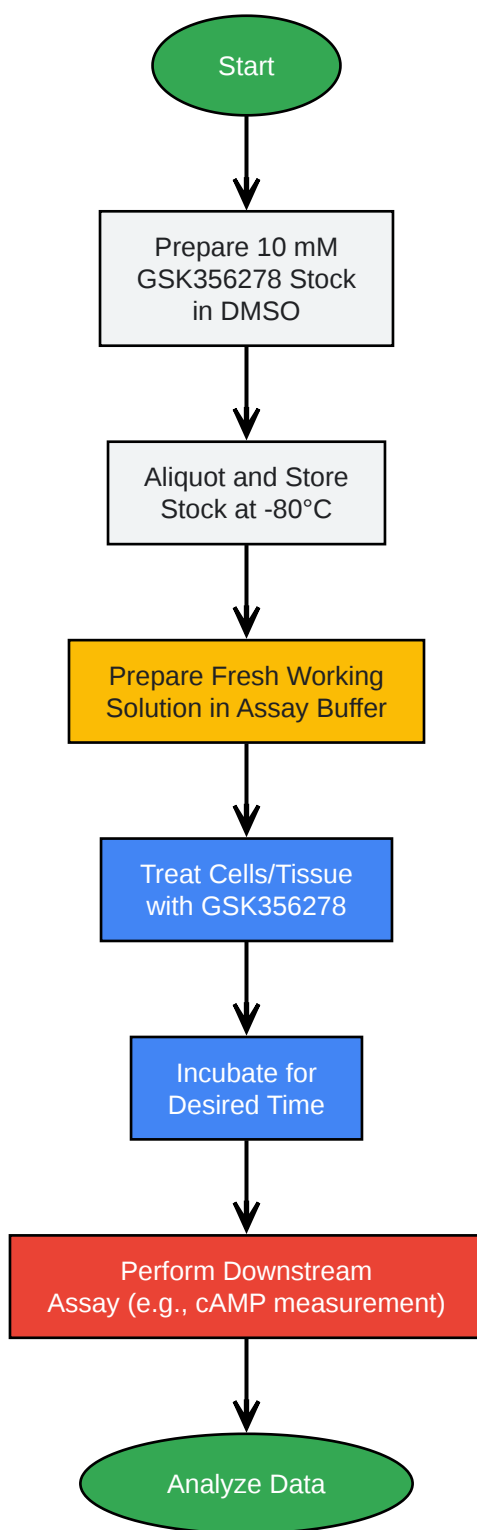 Start
Prepare 10 mM
GSK356278 Stock
in DMSO
Aliquot and Store
Stock at -80°C
Prepare Fresh Working
Solution in Assay Buffer
Treat Cells/Tissue
with GSK356278
Incubate for
Desired Time
Perform Downstream
Assay (e.g., cAMP measurement)
Analyze Data